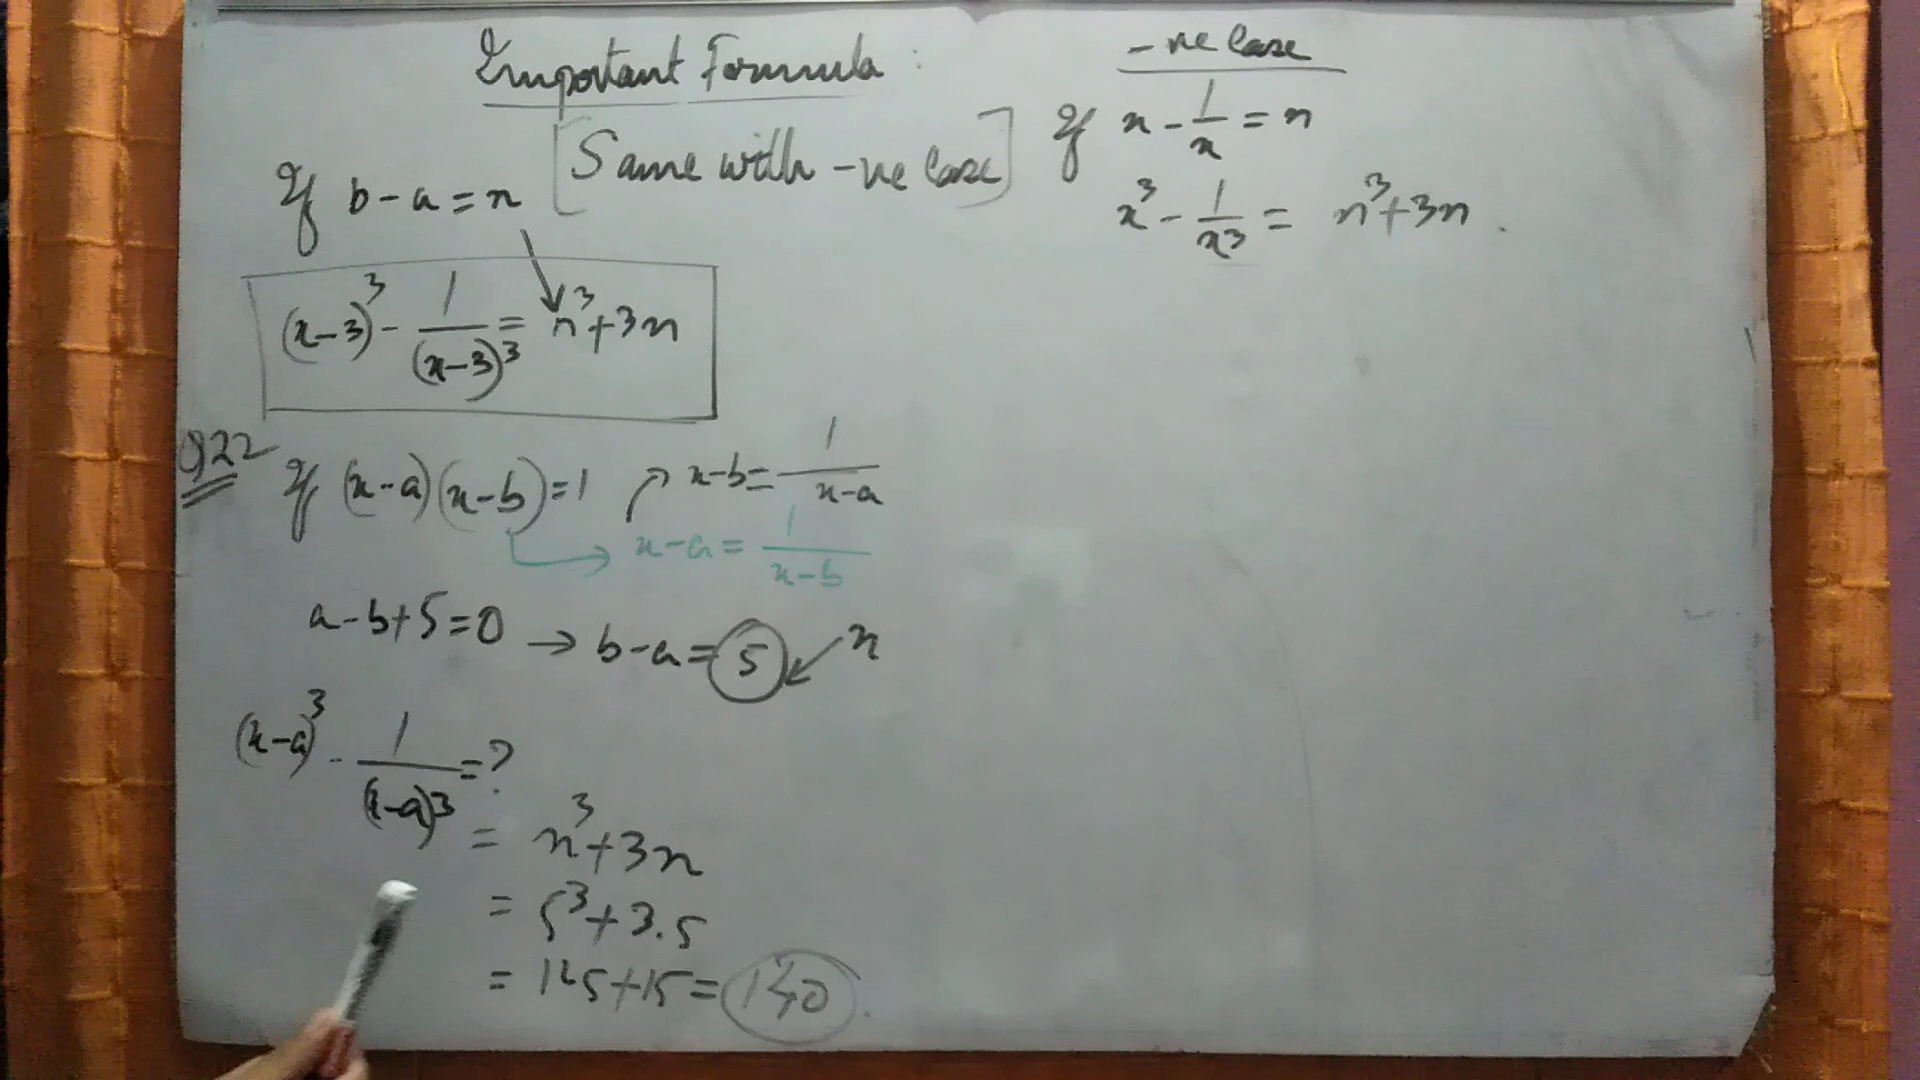 Important Formula :
[Same with -ve Case]
If b-a=n
(x-3)³ - 1/(x-3)³ = n³+3n
Q22 If (x-a)(x-b)=1
x-b = 1/(x-a)
x-a = 1/(x-b)
a-b+5=0 → b-a=5 ↙ n
(x-a)³ - 1/(x-a)³ =?
= n³+3n
= 5³+3.5
= 125+15 = 140.
-ve Case
If x - 1/x = n
x³ - 1/x³ = n³+3n.